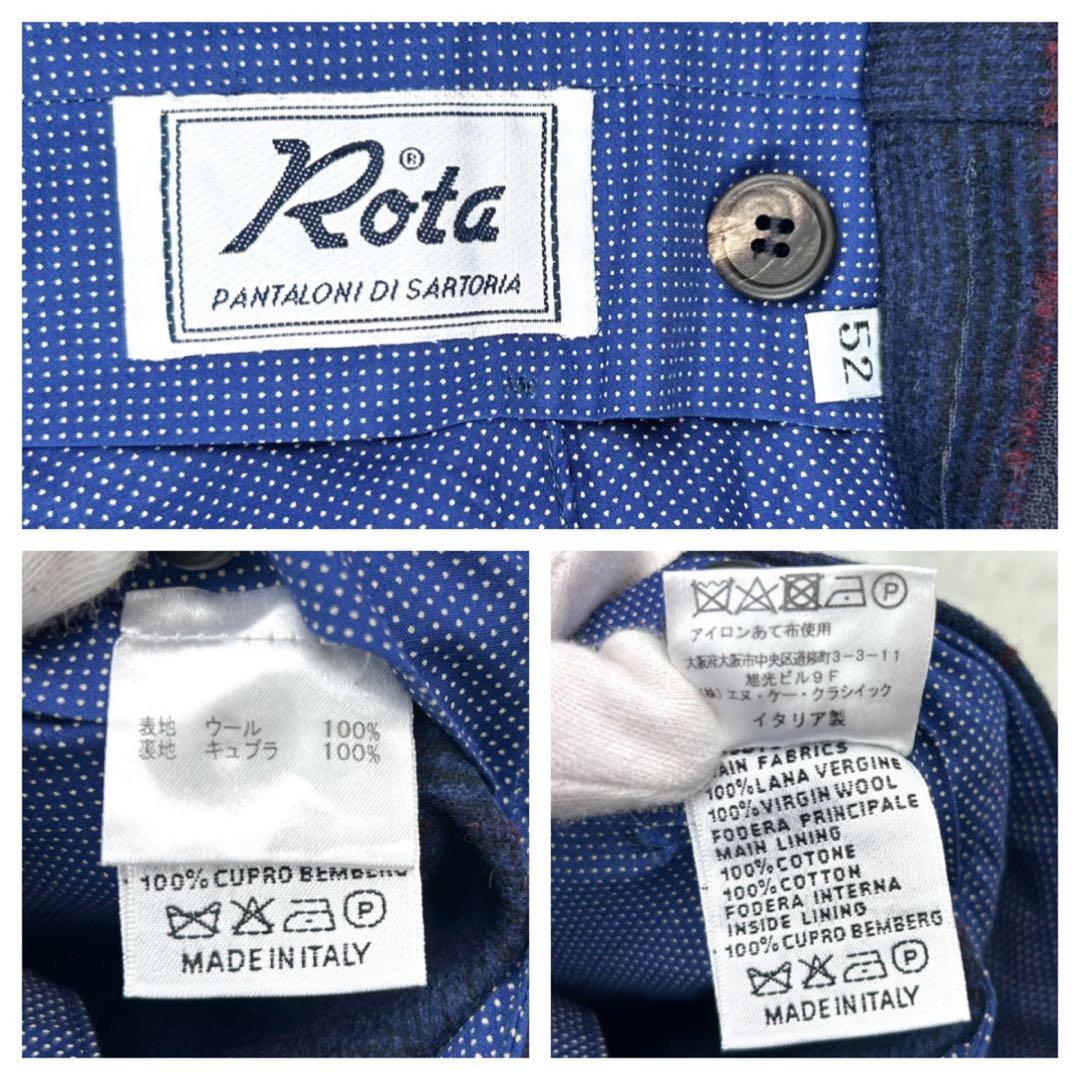 Rota®
PANTALONI DI SARTORIA
52
表地 ウール 100%
裏地 キュプラ 100%
100% CUPRO BEMBERG
P
MADE IN ITALY
P
アイロンあて布使用
大阪府大阪市中央区道修町3-3-11
旭光ビル9F
(株)エヌ・ケー・クラシイック
イタリア製
FABRICS
100% LANA VERGINE
100% VIRGIN WOOL
FODERA PRINCIPALE
MAIN LINING
100% COTONE
100% COTTON
FODERA INTERNA
INSIDE LINING
100% CUPRO BEMBERG
P
MADE IN ITALY